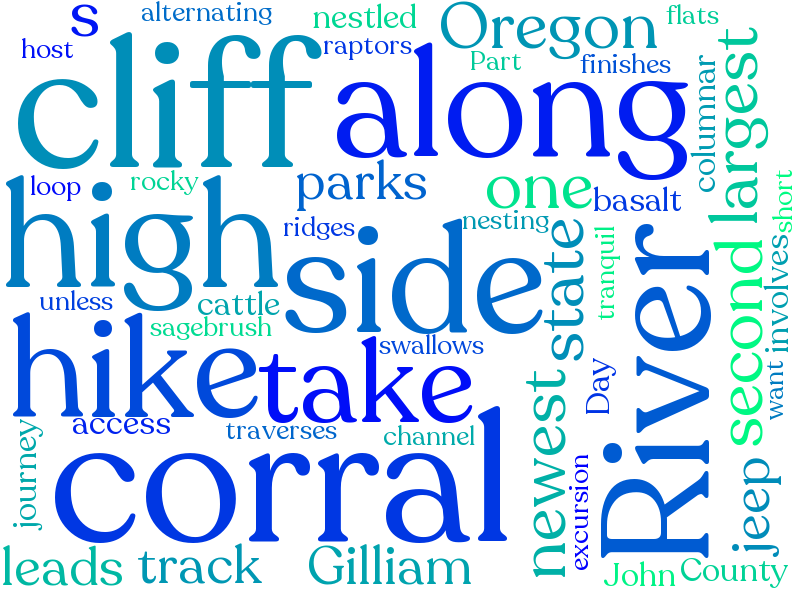 s
alternating
nestled
Oregon
flats
host
cliff
raptors
Part
finishes
along
columnar
largest
loop
rocky
parks
one
basalt
short
high
ridges
nesting
side
state
tranquil
River
second
involves
unless
cattle
sagebrush
hike
take
swallows
newest
Day
want
access
traverses
channel
journey
corral
excursion
jeep
leads
track
Gilliam
John
County